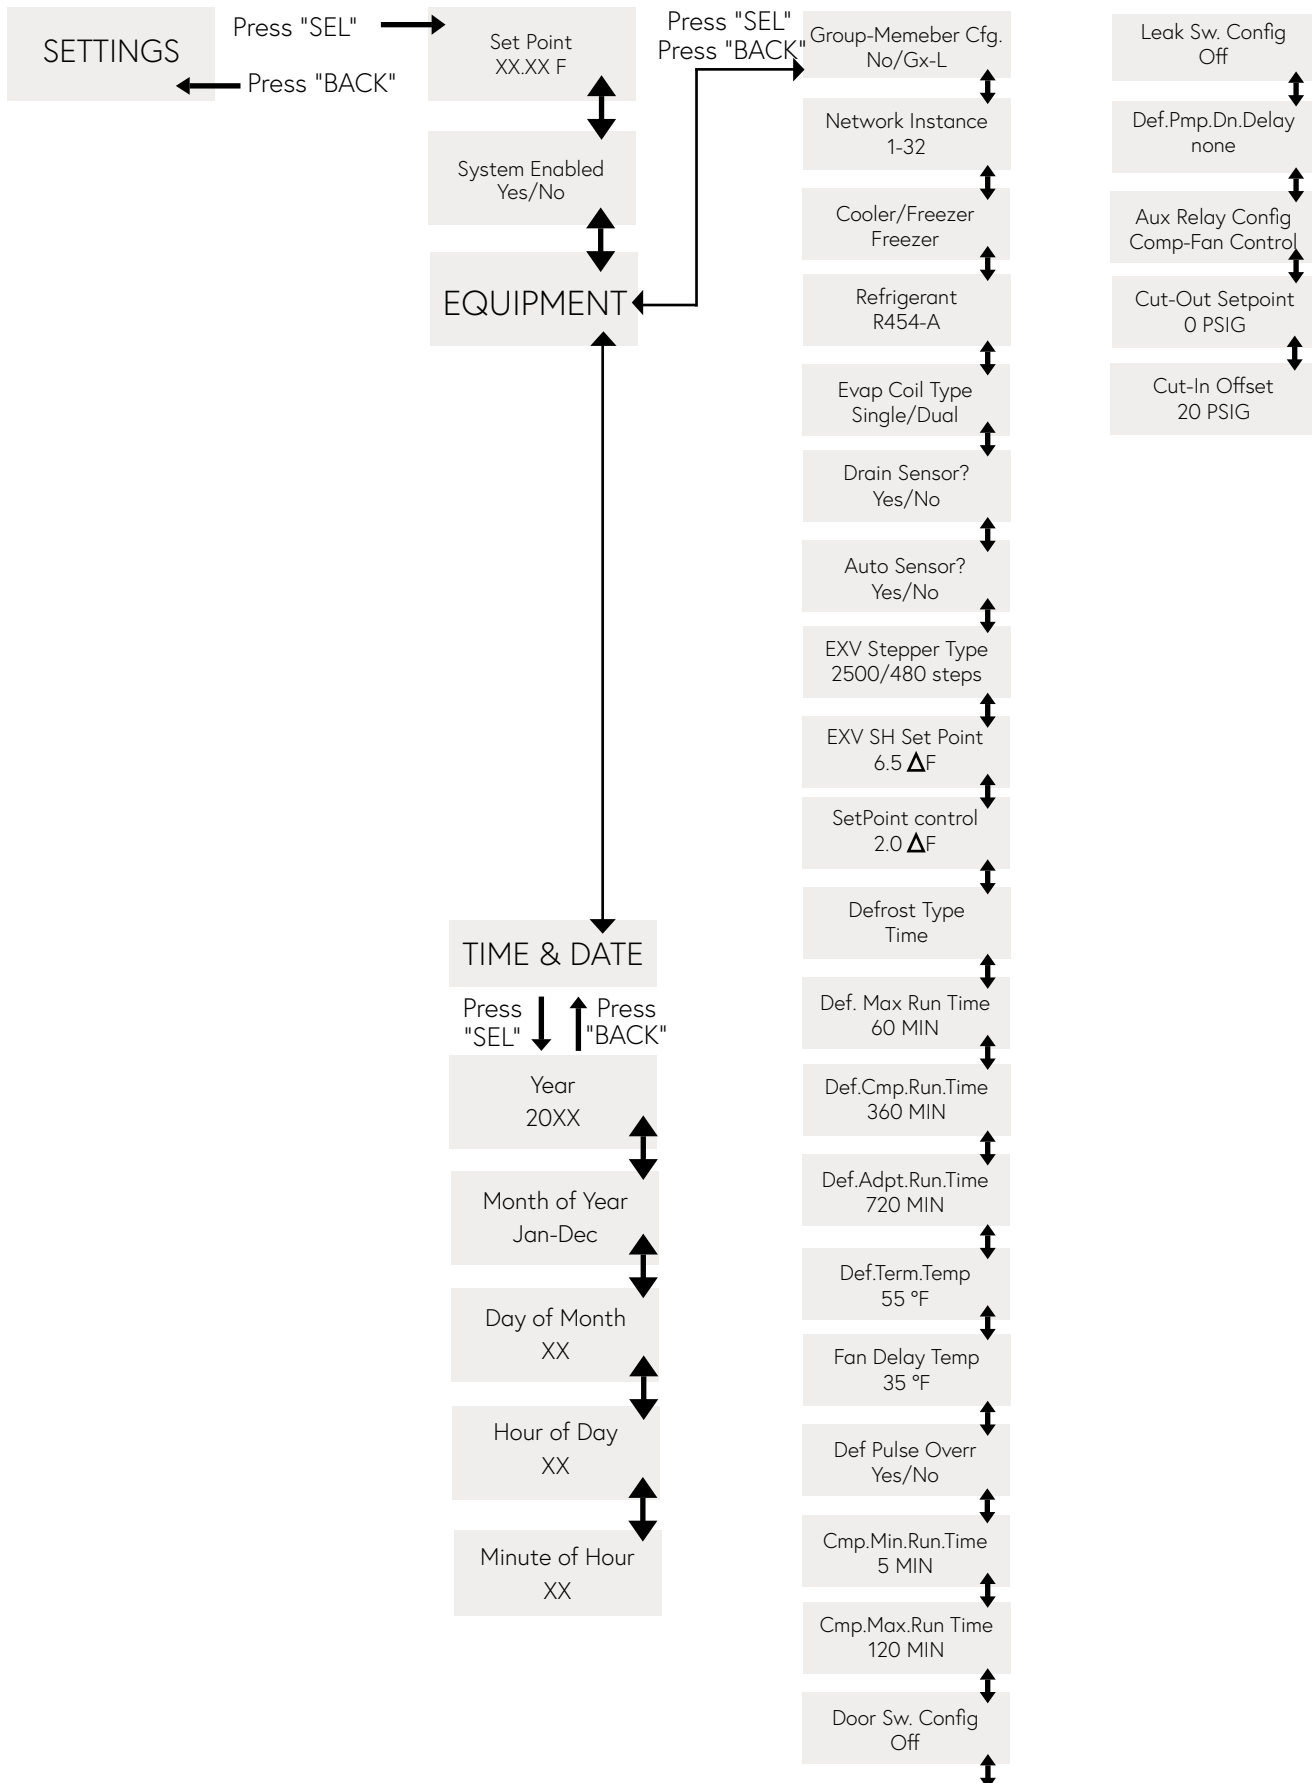 SETTINGS
Press "SEL"
Press "BACK"
Set Point
XX.XX F
System Enabled
Yes/No
EQUIPMENT
Press "SEL"
Press "BACK"
TIME & DATE
Press
"SEL"
Press
"BACK"
Year
20XX
Month of Year
Jan-Dec
Day of Month
XX
Hour of Day
XX
Minute of Hour
XX
Group-Memeber Cfg.
No/Gx-L
Network Instance
1-32
Cooler/Freezer
Freezer
Refrigerant
R454-A
Evap Coil Type
Single/Dual
Drain Sensor?
Yes/No
Auto Sensor?
Yes/No
EXV Stepper Type
2500/480 steps
EXV SH Set Point
6.5 ΔF
SetPoint control
2.0 ΔF
Defrost Type
Time
Def. Max Run Time
60 MIN
Def.Cmp.Run.Time
360 MIN
Def.Adpt.Run.Time
720 MIN
Def.Term.Temp
55 °F
Fan Delay Temp
35 °F
Def Pulse Overr
Yes/No
Cmp.Min.Run.Time
5 MIN
Cmp.Max.Run Time
120 MIN
Door Sw. Config
Off
Leak Sw. Config
Off
Def.Pmp.Dn.Delay
none
Aux Relay Config
Comp-Fan Control
Cut-Out Setpoint
0 PSIG
Cut-In Offset
20 PSIG